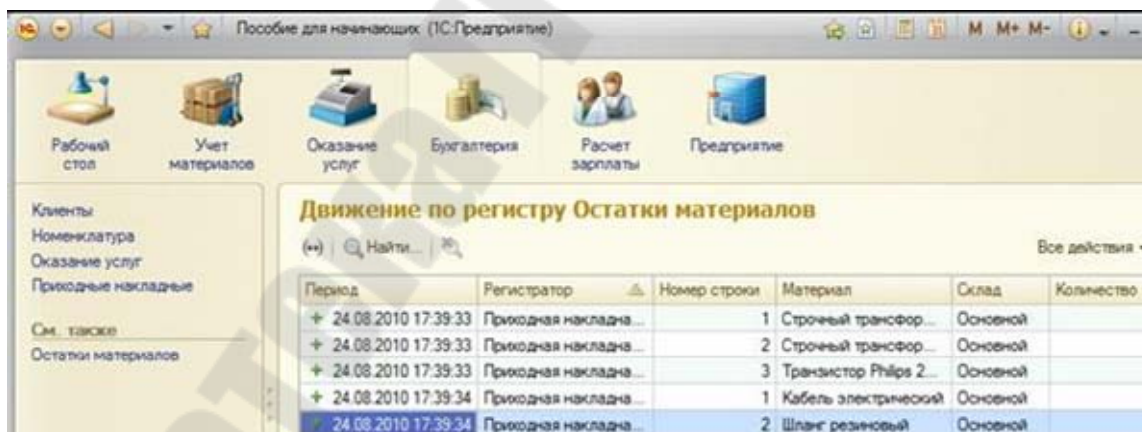 Пособие для начинающих (1С:Предприятие)
M M+ M-
Рабочий стол
Учет материалов
Оказание услуг
Бухгалтерия
Расчет зарплаты
Предприятие
Клиенты
Номенклатура
Оказание услуг
Приходные накладные
См. также
Остатки материалов
Движение по регистру Остатки материалов
Найти...
Все действия
Период Регистратор Номер строки Материал Склад Количество
24.08.2010 17:39:33 Приходная накладна... 1 Строчный трансфор... Основной
24.08.2010 17:39:33 Приходная накладна... 2 Строчный трансфор... Основной
24.08.2010 17:39:33 Приходная накладна... 3 Транзистор Philips 2... Основной
24.08.2010 17:39:34 Приходная накладна... 1 Кабель электрический Основной
24.08.2010 17:39:34 Приходная накладна... 2 Шланг резиновый Основной